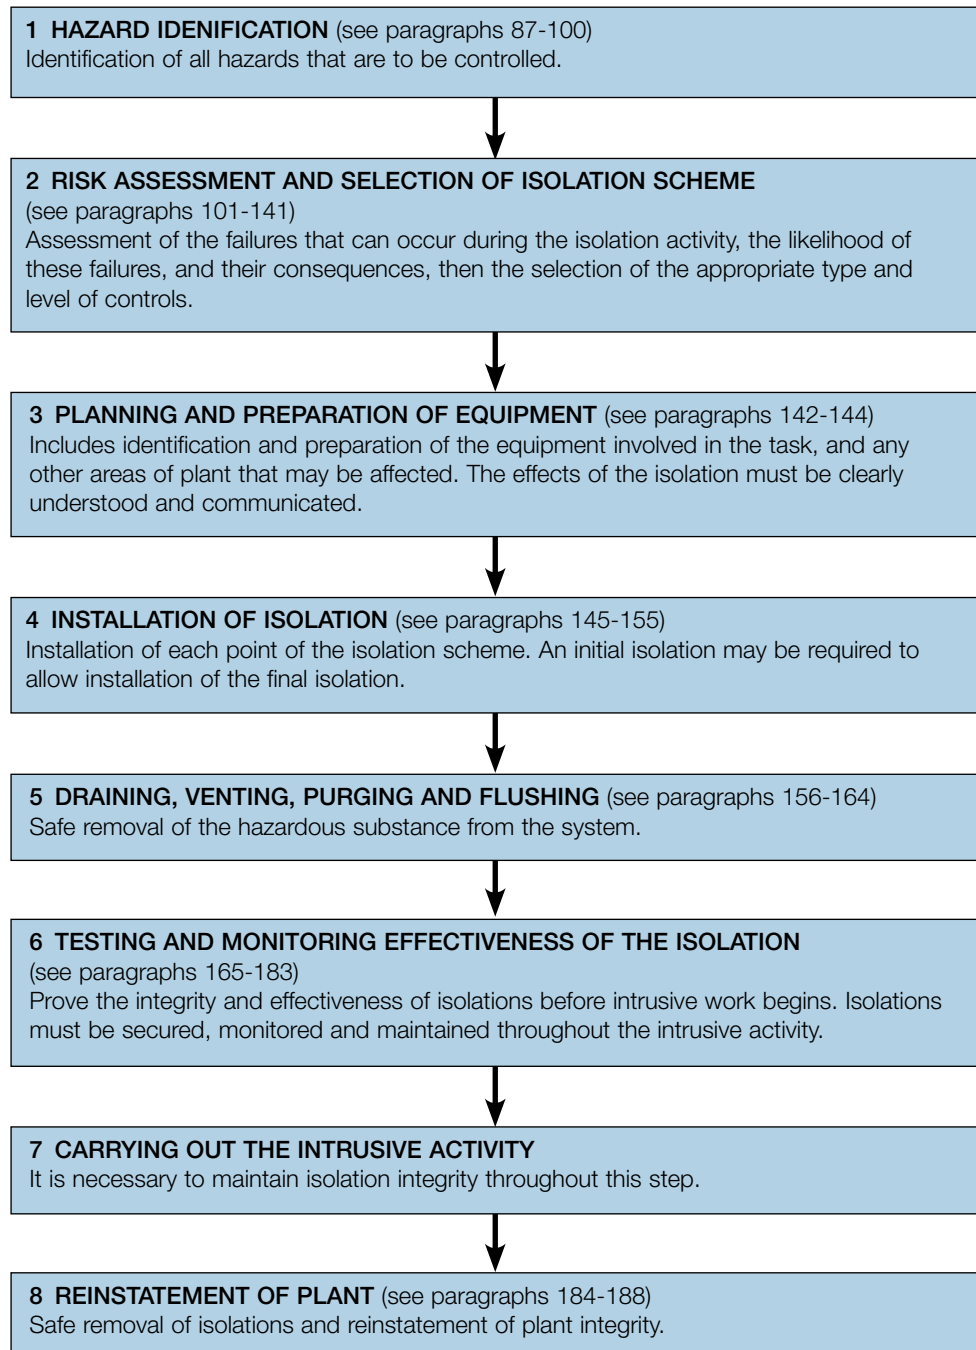 1 HAZARD IDENIFICATION (see paragraphs 87-100)
Identification of all hazards that are to be controlled.
2 RISK ASSESSMENT AND SELECTION OF ISOLATION SCHEME
(see paragraphs 101-141)
Assessment of the failures that can occur during the isolation activity, the likelihood of
these failures, and their consequences, then the selection of the appropriate type and
level of controls.
3 PLANNING AND PREPARATION OF EQUIPMENT (see paragraphs 142-144)
Includes identification and preparation of the equipment involved in the task, and any
other areas of plant that may be affected. The effects of the isolation must be clearly
understood and communicated.
4 INSTALLATION OF ISOLATION (see paragraphs 145-155)
Installation of each point of the isolation scheme. An initial isolation may be required to
allow installation of the final isolation.
5 DRAINING, VENTING, PURGING AND FLUSHING (see paragraphs 156-164)
Safe removal of the hazardous substance from the system.
6 TESTING AND MONITORING EFFECTIVENESS OF THE ISOLATION
(see paragraphs 165-183)
Prove the integrity and effectiveness of isolations before intrusive work begins. Isolations
must be secured, monitored and maintained throughout the intrusive activity.
7 CARRYING OUT THE INTRUSIVE ACTIVITY
It is necessary to maintain isolation integrity throughout this step.
8 REINSTATEMENT OF PLANT (see paragraphs 184-188)
Safe removal of isolations and reinstatement of plant integrity.